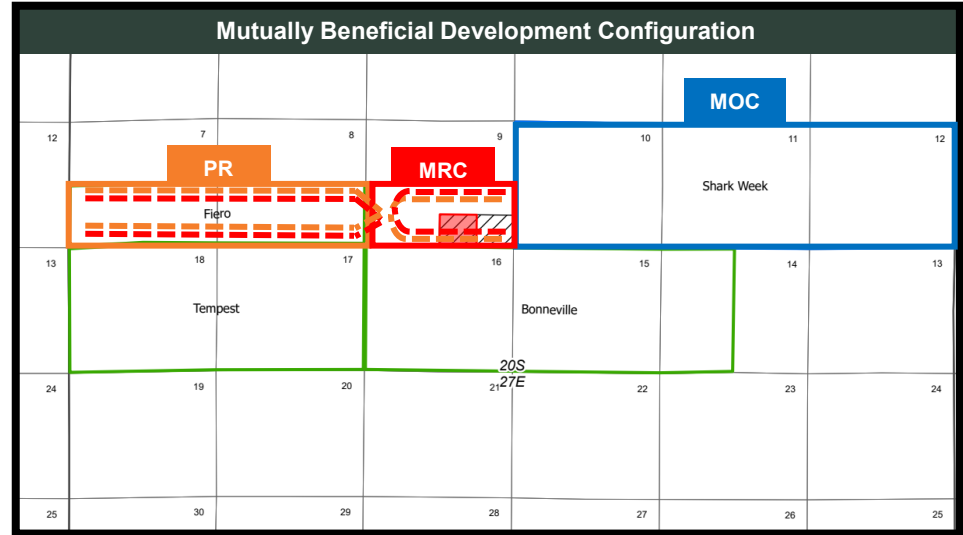 Mutually Beneficial Development Configuration
MOC
12 7 8 9 10 11 12
PR MRC
Shark Week
Fiero
13 18 17 16 15 14 13
Tempest Bonneville
20S
27E
24 19 20 21 22 23 24
25 30 29 28 27 26 25